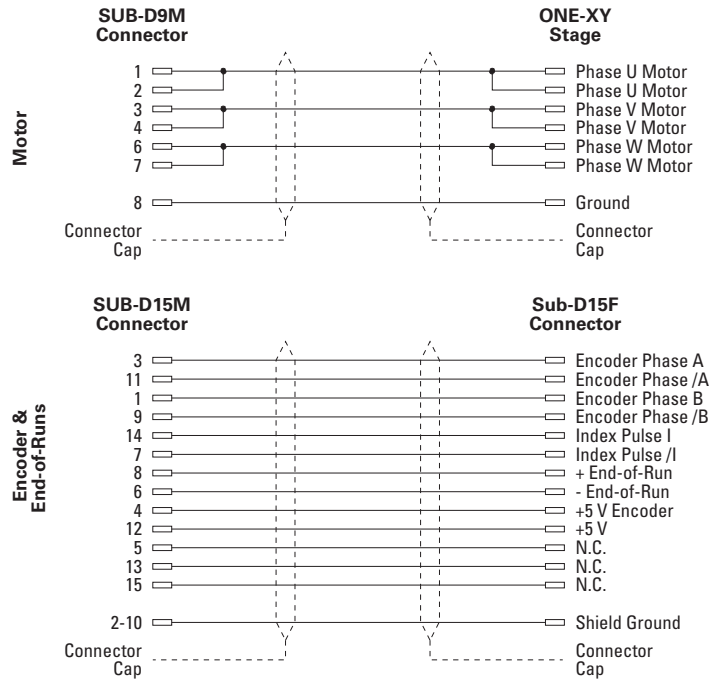 SUB-D9M
Connector
ONE-XY
Stage
Motor
1 Phase U Motor
2 Phase U Motor
3 Phase V Motor
4 Phase V Motor
6 Phase W Motor
7 Phase W Motor
8 Ground
Connector
Cap
Connector
Cap
SUB-D15M
Connector
Sub-D15F
Connector
Encoder &
End-of-Runs
3 Encoder Phase A
11 Encoder Phase /A
1 Encoder Phase B
9 Encoder Phase /B
14 Index Pulse I
7 Index Pulse /I
8 + End-of-Run
6 - End-of-Run
4 +5 V Encoder
12 +5 V
5 N.C.
13 N.C.
15 N.C.
2-10 Shield Ground
Connector
Cap
Connector
Cap